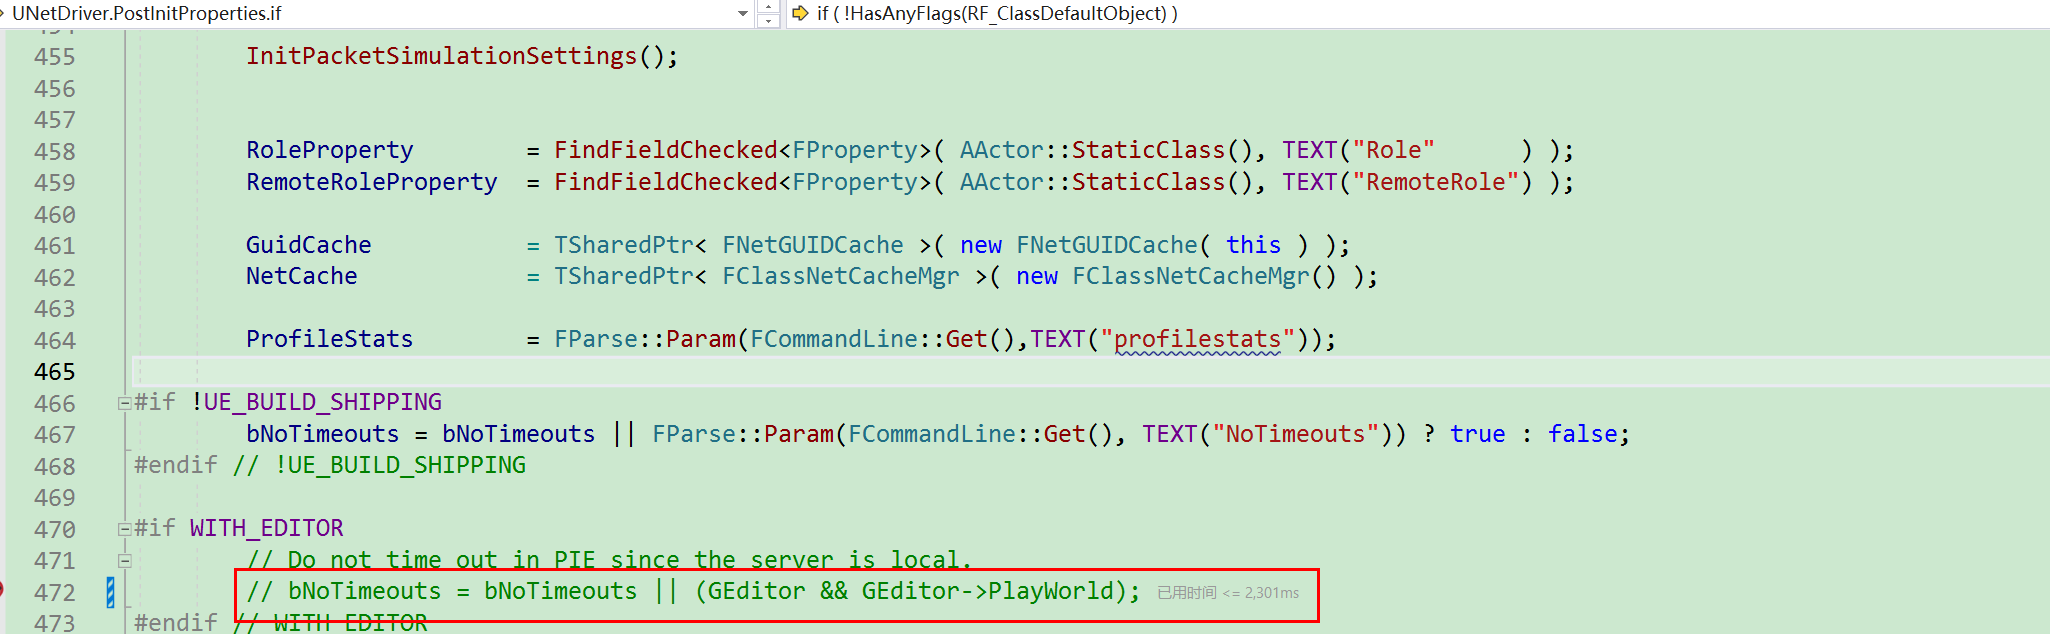 UNetDriver.PostInitProperties.if
if ( !HasAnyFlags(RF_ClassDefaultObject) )
454
455 InitPacketSimulationSettings();
456
457
458 RoleProperty = FindFieldChecked<FProperty>( AActor::StaticClass(), TEXT("Role" ) );
459 RemoteRoleProperty = FindFieldChecked<FProperty>( AActor::StaticClass(), TEXT("RemoteRole") );
460
461 GuidCache = TSharedPtr< FNetGUIDCache >( new FNetGUIDCache( this ) );
462 NetCache = TSharedPtr< FClassNetCacheMgr >( new FClassNetCacheMgr() );
463
464 ProfileStats = FParse::Param(FCommandLine::Get(),TEXT("profilestats"));
465
466 #if !UE_BUILD_SHIPPING
467 bNoTimeouts = bNoTimeouts || FParse::Param(FCommandLine::Get(), TEXT("NoTimeouts")) ? true : false;
468 #endif // !UE_BUILD_SHIPPING
469
470 #if WITH_EDITOR
471 // Do not time out in PIE since the server is local.
472 // bNoTimeouts = bNoTimeouts || (GEditor && GEditor->PlayWorld); 已用时间 <= 2,301ms
473 #endif // WITH_EDITOR